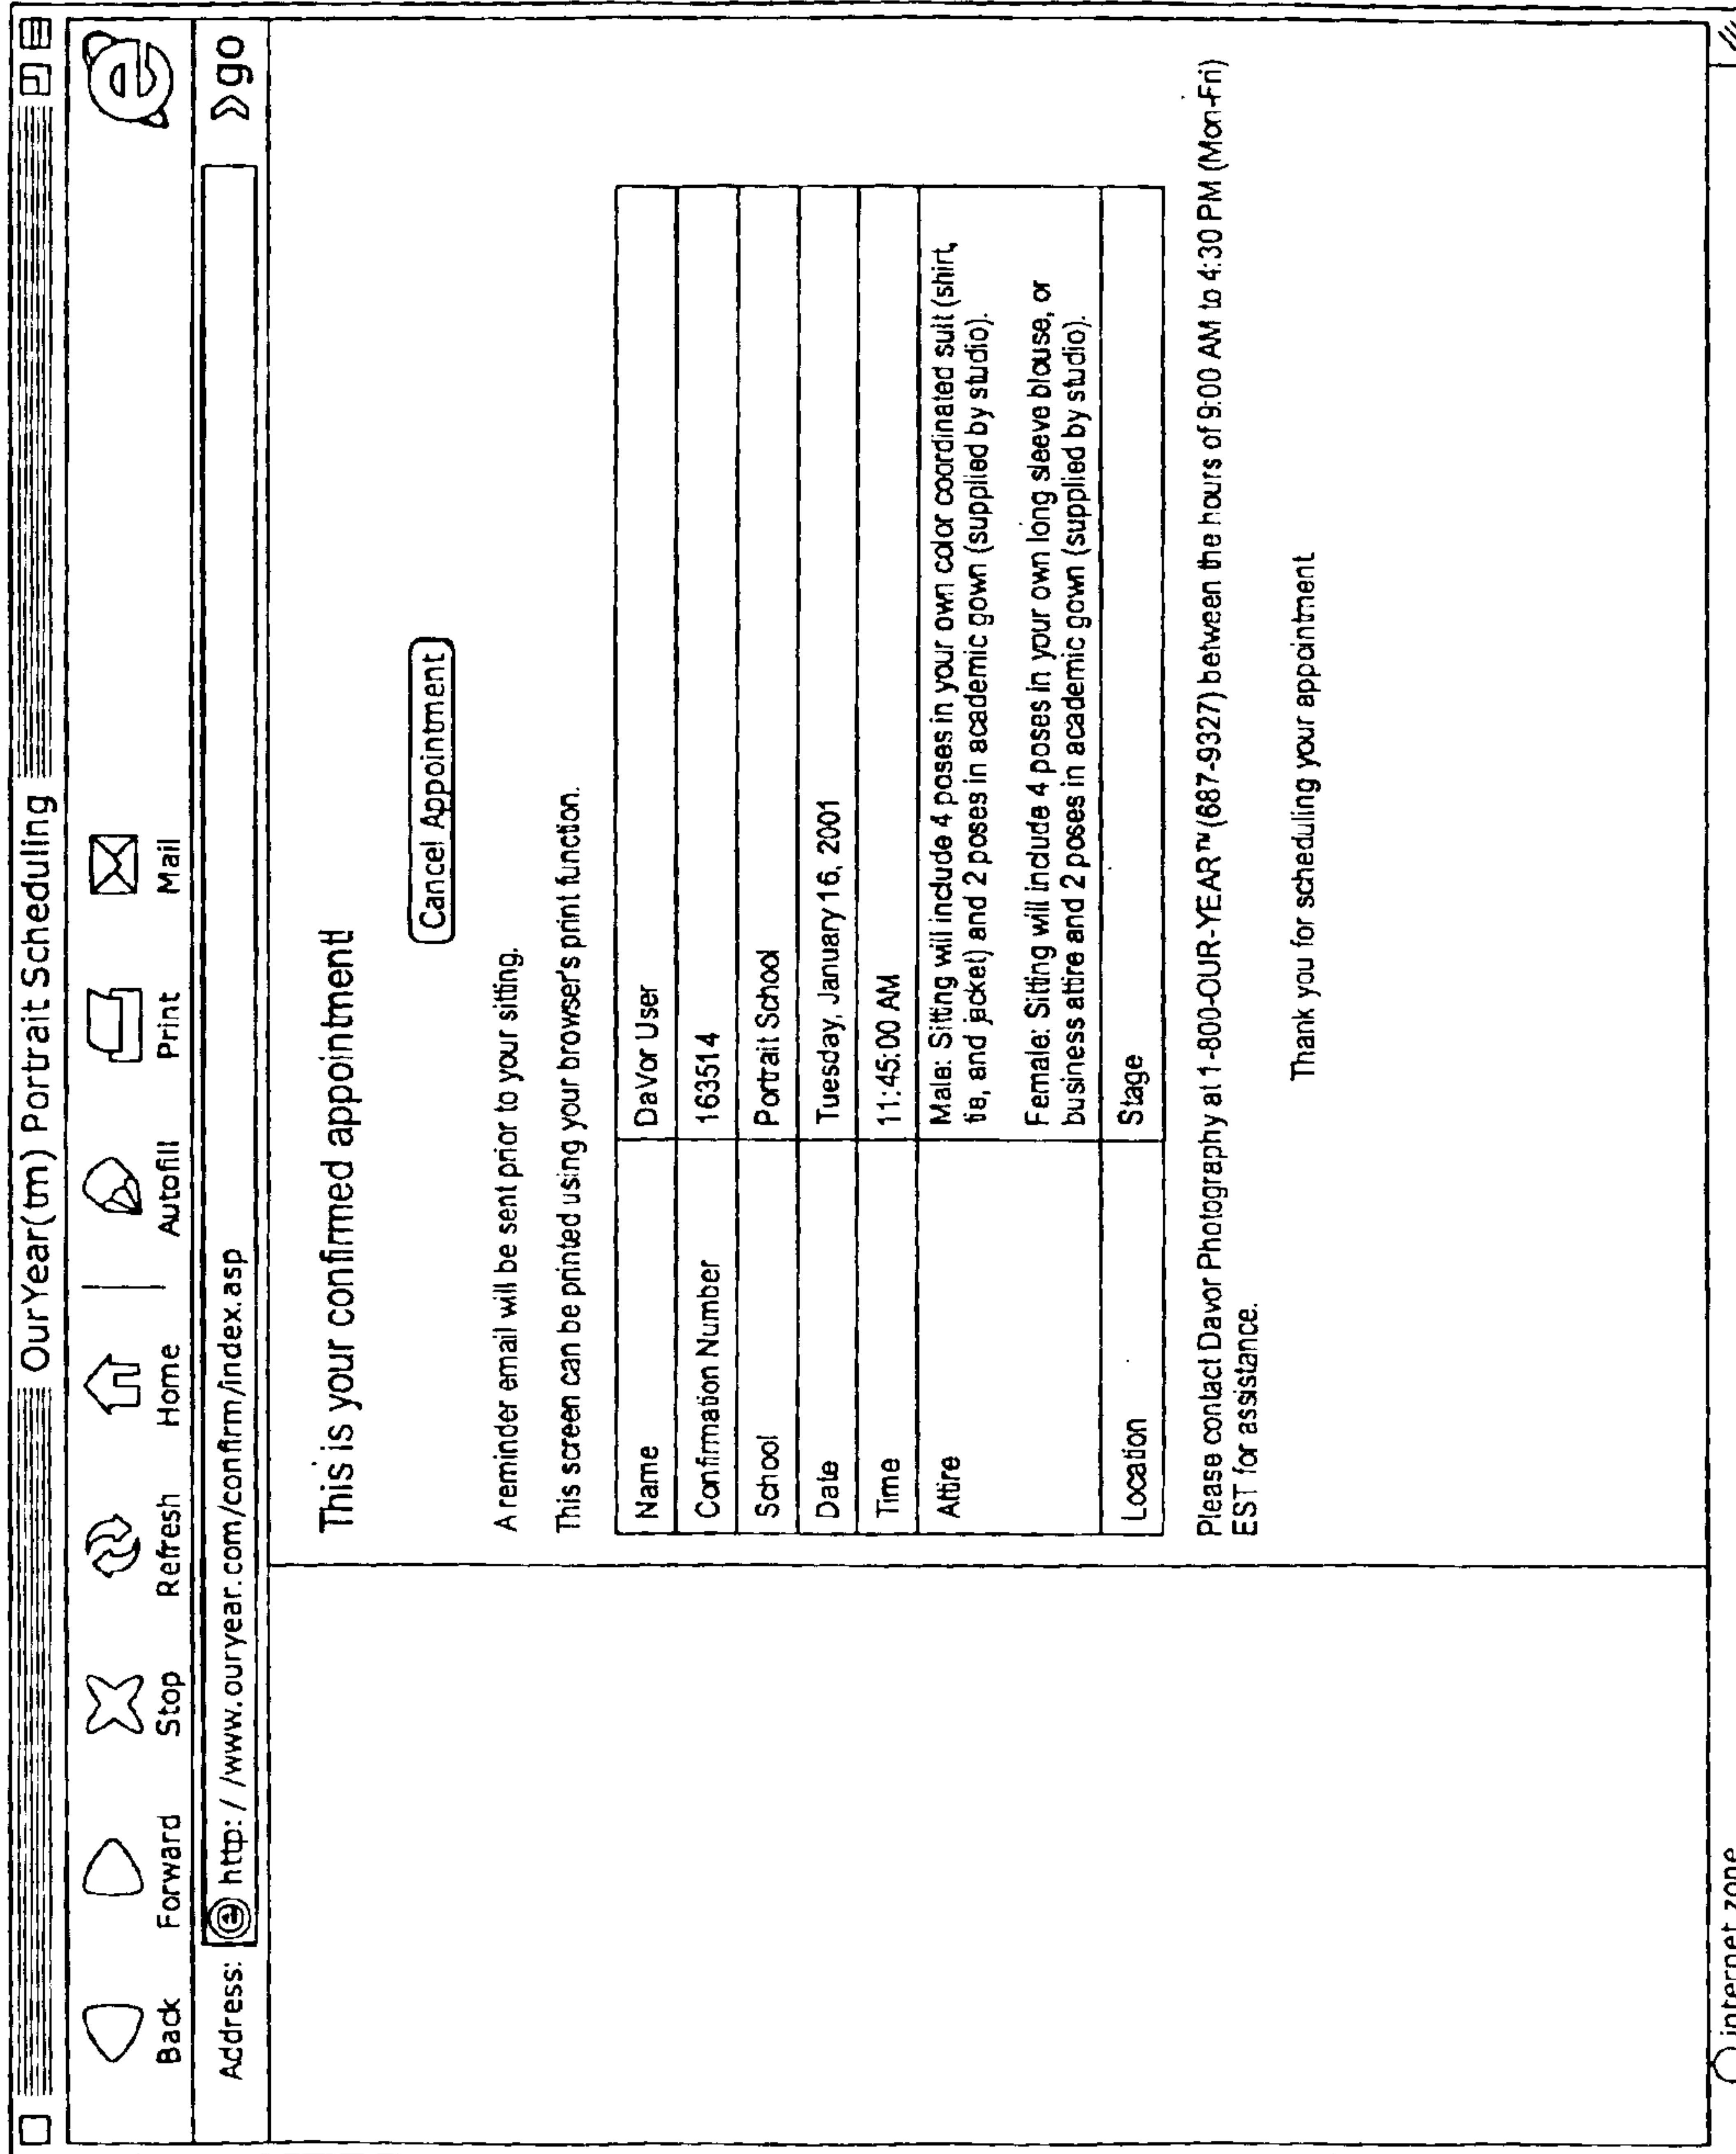 OurYear(tm) Portrait Scheduling
Back Forward Stop Refresh Home Autofill Print Mail
Address: http: / /www.ouryear.com/confirm/index.asp go
This is your confirmed appointment!
Cancel Appointment
A reminder email will be sent prior to your sitting.
This screen can be printed using your browser's print function.
Name DaVor User
Confirmation Number 163514
School Portrait School
Date Tuesday, January 16, 2001
Time 11:45:00 AM
Attire Male: Sitting will include 4 poses in your own color coordinated suit (shirt,
tie, and jacket) and 2 poses in academic gown (supplied by studio).
Female: Sitting will include 4 poses in your own long sleeve blouse, or
business attire and 2 poses in academic gown (supplied by studio).
Location Stage
Please contact Davor Photography at 1-800-OUR-YEAR™(687-9327) between the hours of 9:00 AM to 4:30 PM (Mon-Fri)
EST for assistance.
Thank you for scheduling your appointment
internet zone